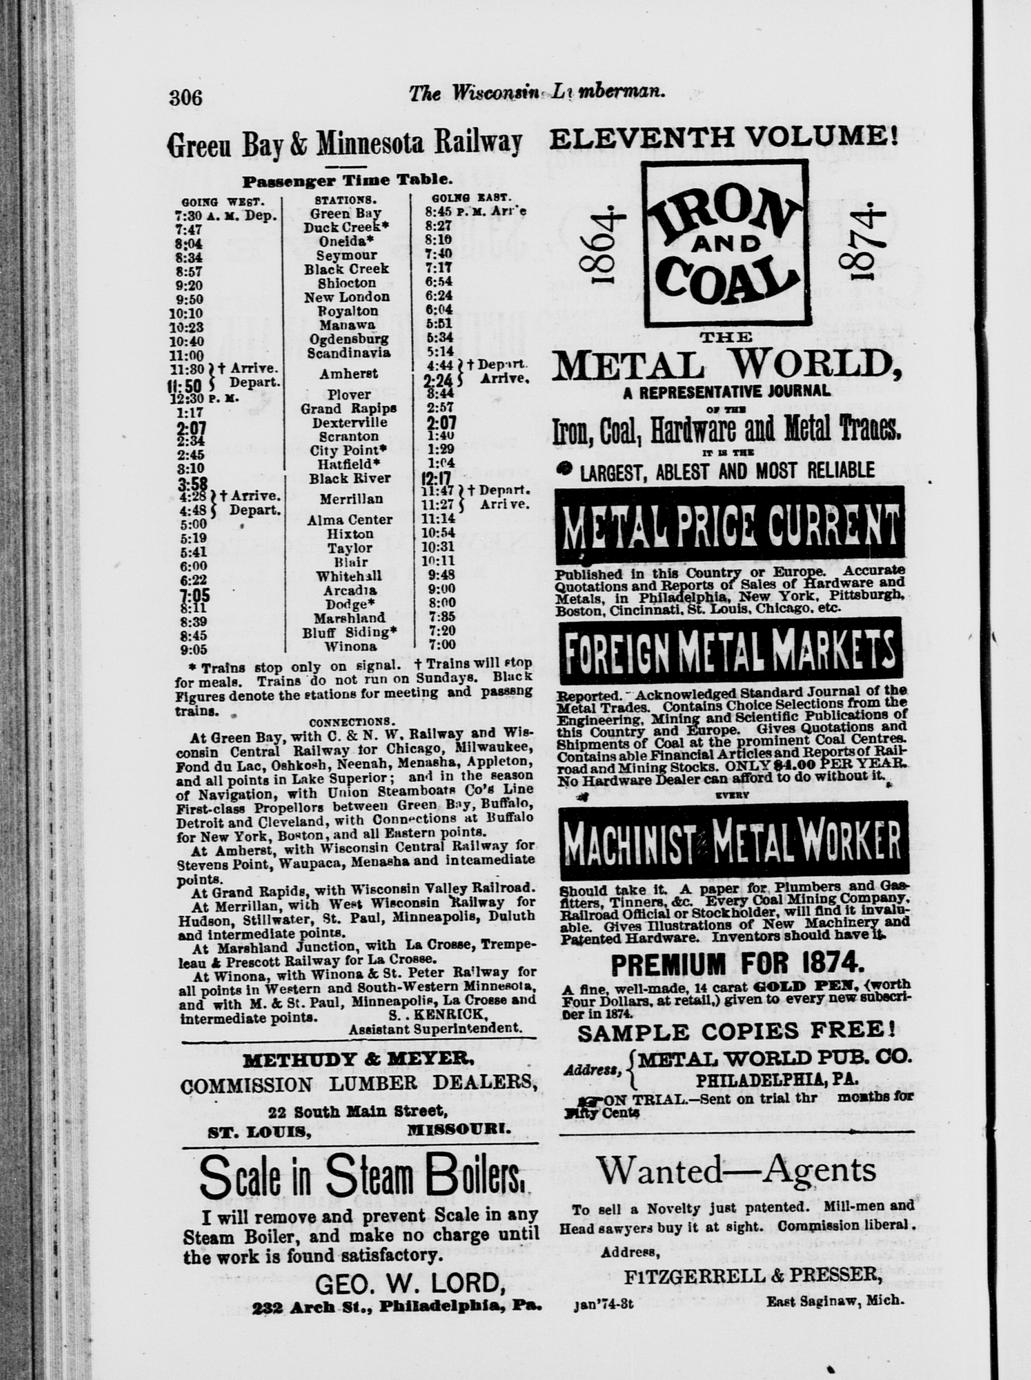 306
The Wisconsin Lumberman.
Green Bay & Minnesota Railway
Passenger Time Table.
GOING WEST. STATIONS. GOING EAST.
7:30 A. M. Dep. Green Bay 8:45 P. M. Arr'e
7:47 Duck Creek* 8:27
8:04 Oneida* 8:10
8:34 Seymour 7:40
8:57 Black Creek 7:17
9:20 Shiocton 6:54
9:50 New London 6:24
10:10 Royalton 6:04
10:23 Manawa 5:51
10:40 Ogdensburg 5:34
11:00 Scandinavia 5:14
11:30 } † Arrive. Amherst 4:44 } † Depart.
11:50 } Depart. 2:24 } Arrive.
12:30 P. M. Plover 3:44
1:17 Grand Rapips 2:57
2:07 Dexterville 2:07
2:34 Scranton 1:40
2:45 City Point* 1:29
3:10 Hatfield* 1:04
3:58 Black River 12:17
4:28 } † Arrive. Merrillan 11:47 } † Depart.
4:48 } Depart. 11:27 } Arrive.
5:00 Alma Center 11:14
5:19 Hixton 10:54
5:41 Taylor 10:31
6:00 Blair 10:11
6:22 Whitehall 9:48
7:05 Arcadia 9:00
8:11 Dodge* 8:00
8:39 Marshland 7:35
8:45 Bluff Siding* 7:20
9:05 Winona 7:00
* Trains stop only on signal. † Trains will stop
for meals. Trains do not run on Sundays. Black
Figures denote the stations for meeting and passeng
trains.
CONNECTIONS.
At Green Bay, with C. & N. W. Railway and Wis-
consin Central Railway for Chicago, Milwaukee,
Fond du Lac, Oshkosh, Neenah, Menasha, Appleton,
and all points in Lake Superior; and in the season
of Navigation, with Union Steamboats Co's Line
First-class Propellors between Green Bay, Buffalo,
Detroit and Cleveland, with Connections at Buffalo
for New York, Boston, and all Eastern points.
At Amherst, with Wisconsin Central Railway for
Stevens Point, Waupaca, Menasha and inteamediate
points.
At Grand Rapids, with Wisconsin Valley Railroad.
At Merrillan, with West Wisconsin Railway for
Hudson, Stillwater, St. Paul, Minneapolis, Duluth
and intermediate points.
At Marshland Junction, with La Crosse, Trempe-
leau & Prescott Railway for La Crosse.
At Winona, with Winona & St. Peter Railway for
all points in Western and South-Western Minnesota,
and with M. & St. Paul, Minneapolis, La Crosse and
intermediate points. S. . KENRICK,
Assistant Superintendent.
METHUDY & MEYER,
COMMISSION LUMBER DEALERS,
22 South Main Street,
ST. LOUIS, MISSOURI.
Scale in Steam Boilers.
I will remove and prevent Scale in any
Steam Boiler, and make no charge until
the work is found satisfactory.
GEO. W. LORD,
232 Arch St., Philadelphia, Pa.
ELEVENTH VOLUME!
1864. IRON AND COAL 1874.
THE
METAL WORLD,
A REPRESENTATIVE JOURNAL
OF THE
Iron, Coal, Hardware and Metal Traoes.
IT IS THE
LARGEST, ABLEST AND MOST RELIABLE
METAL PRICE CURRENT
Published in this Country or Europe. Accurate
Quotations and Reports of Sales of Hardware and
Metals, in Philadelphia, New York, Pittsburgh,
Boston, Cincinnati, St. Louis, Chicago, etc.
FOREIGN METAL MARKETS
Reported. Acknowledged Standard Journal of the
Metal Trades. Contains Choice Selections from the
Engineering, Mining and Scientific Publications of
this Country and Europe. Gives Quotations and
Shipments of Coal at the prominent Coal Centres.
Contains able Financial Articles and Reports of Rail-
road and Mining Stocks. ONLY $4.00 PER YEAR.
No Hardware Dealer can afford to do without it.
EVERY
MACHINIST METAL WORKER
Should take it. A paper for Plumbers and Gas-
fitters, Tinners, &c. Every Coal Mining Company,
Railroad Official or Stockholder, will find it invalu-
able. Gives Illustrations of New Machinery and
Patented Hardware. Inventors should have it.
PREMIUM FOR 1874.
A fine, well-made, 14 carat GOLD PEN, (worth
Four Dollars, at retail,) given to every new subscri-
ber in 1874.
SAMPLE COPIES FREE!
Address, { METAL WORLD PUB. CO.
PHILADELPHIA, PA.
ON TRIAL.—Sent on trial thr months for
Fifty Cents
Wanted—Agents
To sell a Novelty just patented. Mill-men and
Head sawyers buy it at sight. Commission liberal.
Address,
FITZGERRELL & PRESSER,
jan'74-3t East Saginaw, Mich.